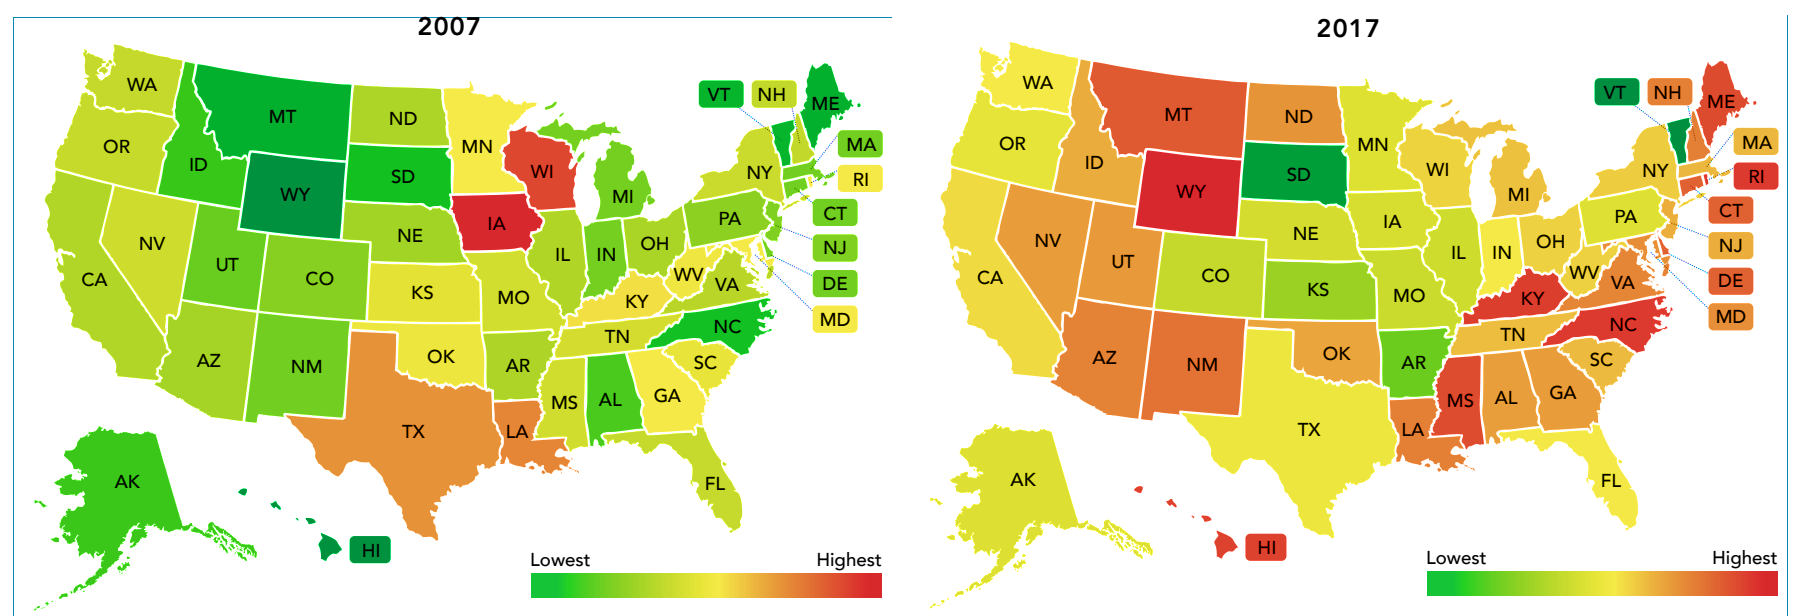 2007
WA
MT
ND
MN
VT
NH
ME
OR
ID
WY
SD
WI
MI
NY
MA
RI
CT
NJ
DE
MD
NV
UT
CO
NE
IA
IL
IN
OH
PA
CA
KS
MO
KY
WV
VA
AZ
NM
OK
AR
TN
NC
SC
TX
LA
MS
AL
GA
FL
AK
HI
Lowest Highest
2017
WA
MT
ND
MN
VT
NH
ME
OR
ID
WY
SD
WI
MI
NY
MA
RI
CT
NJ
DE
MD
NV
UT
CO
NE
IA
IL
IN
OH
PA
CA
KS
MO
KY
WV
VA
AZ
NM
OK
AR
TN
NC
SC
TX
LA
MS
AL
GA
FL
AK
HI
Lowest Highest